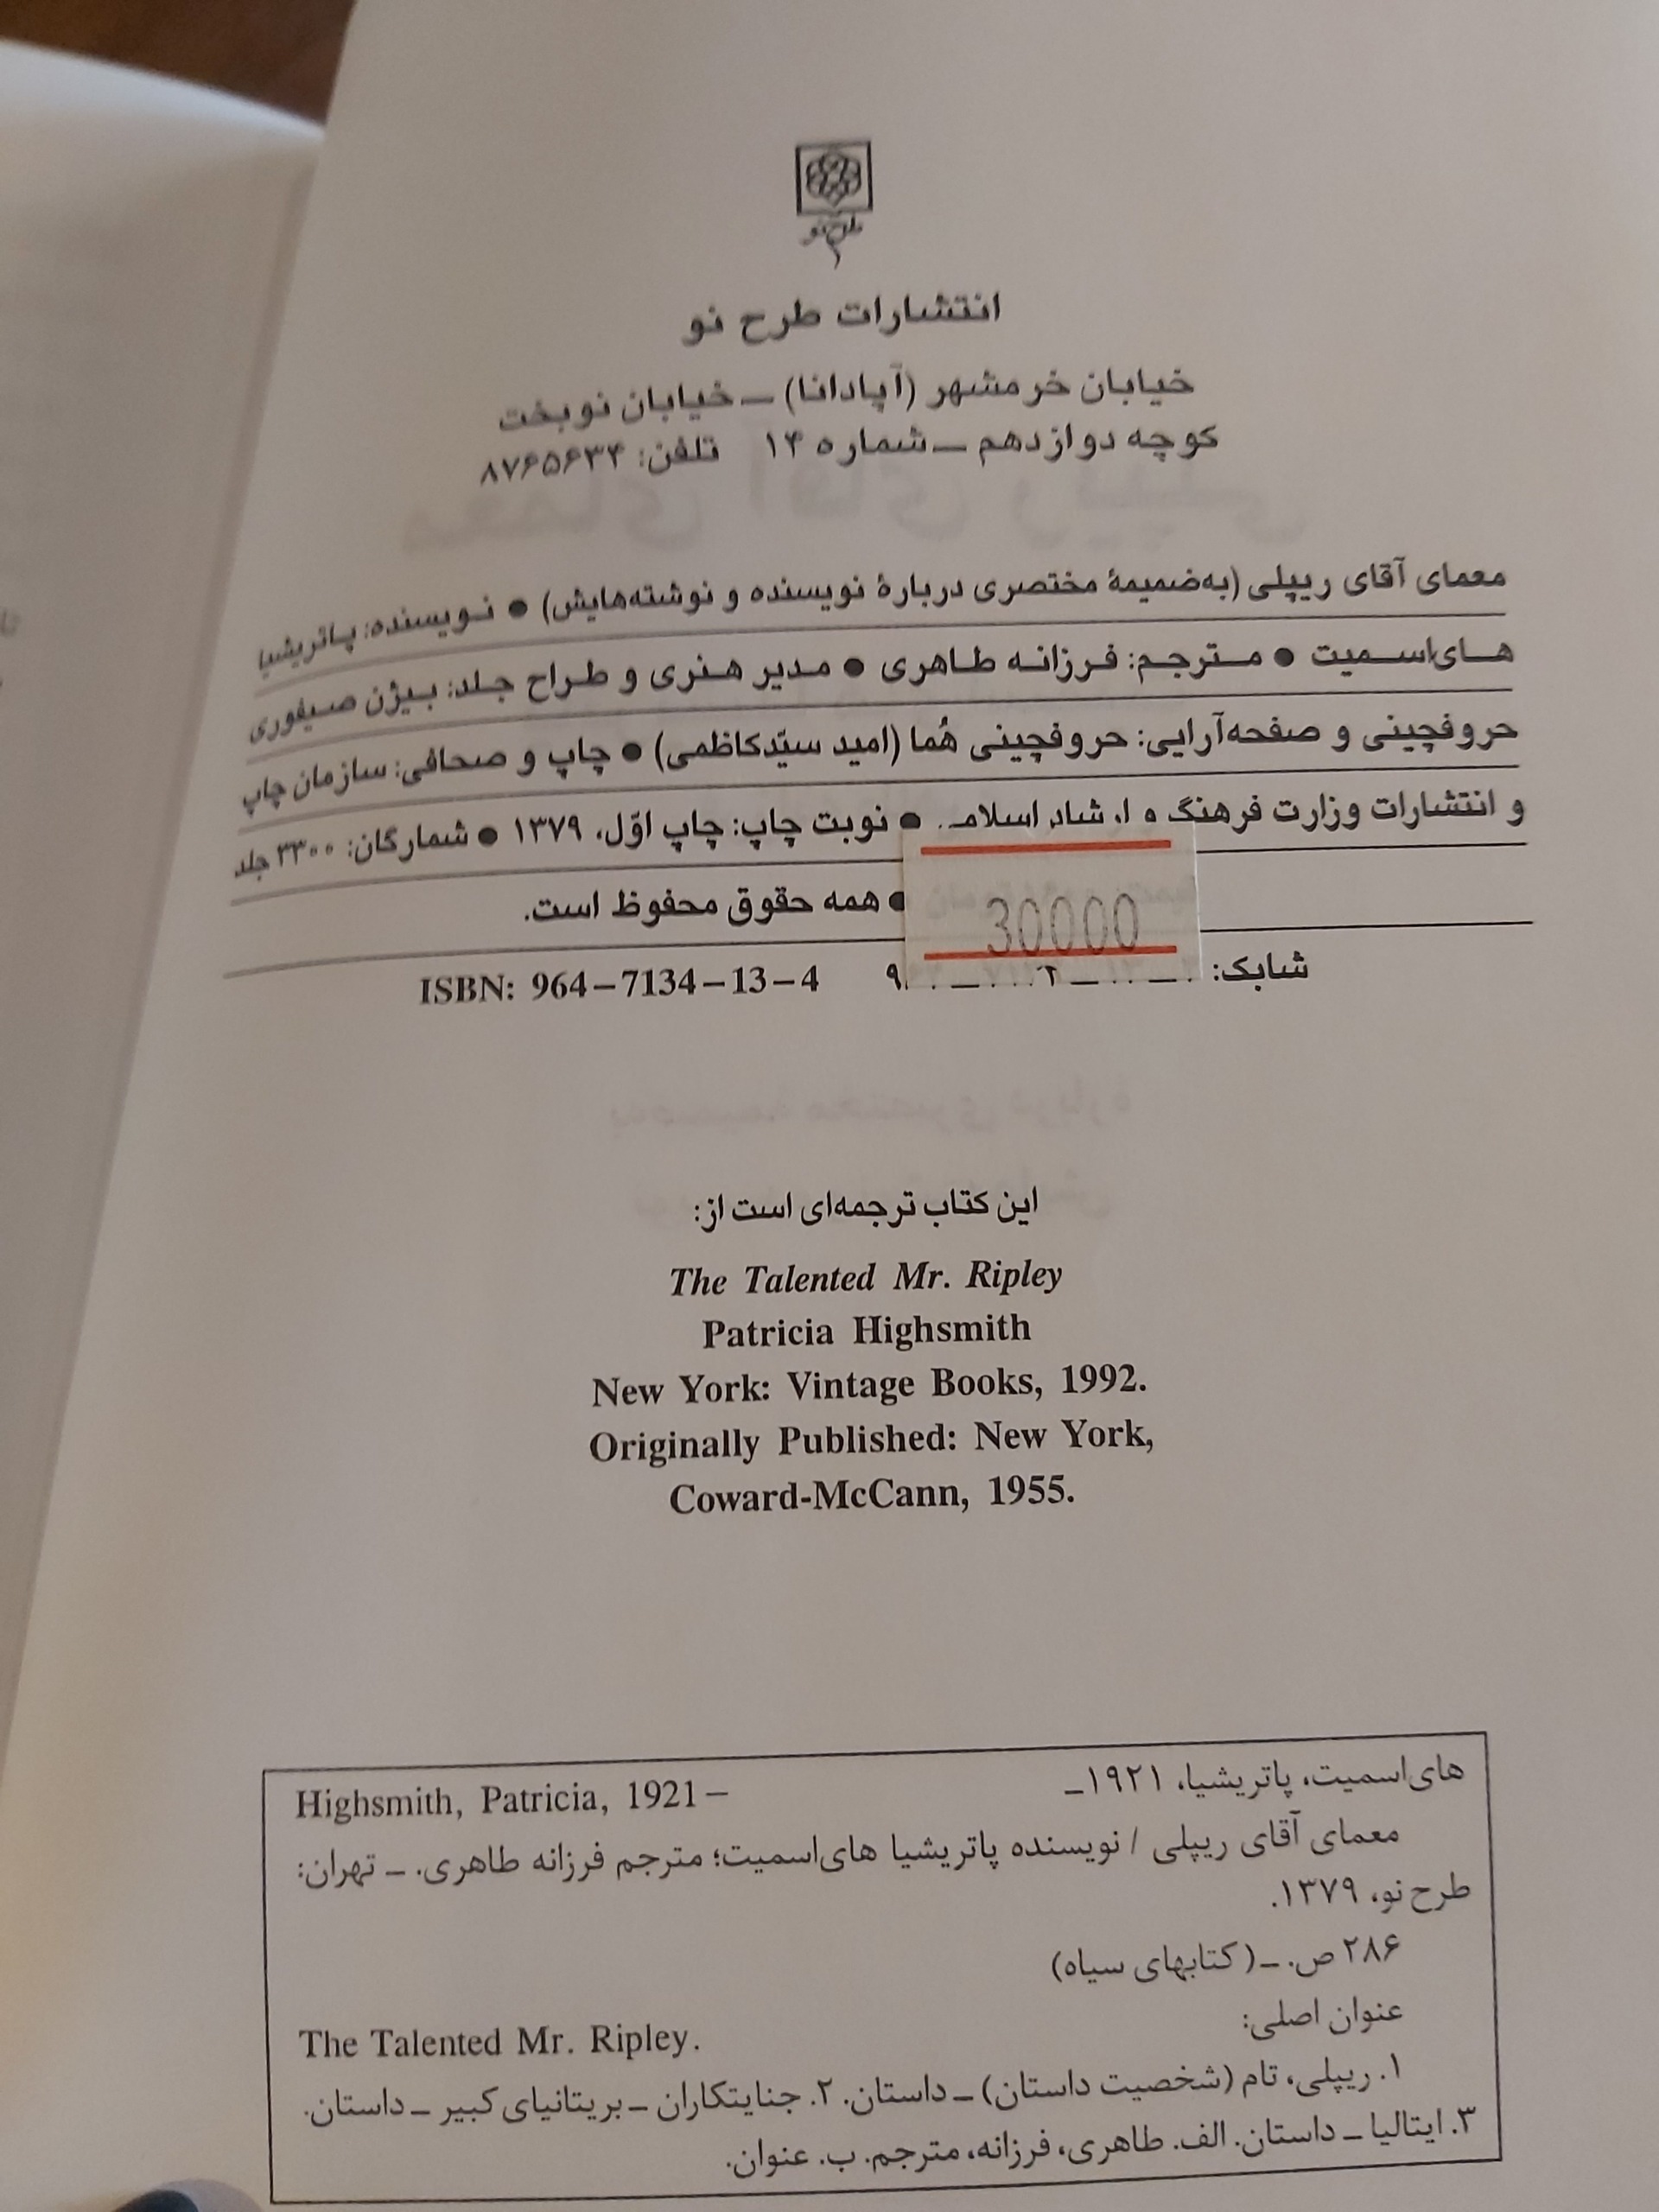 طرح نو
انتشارات طرح نو
خیابان خرمشهر (آپادانا) ــ خیابان نوبخت
کوچه دوازدهم ــ شماره ۱۴   تلفن: ۸۷۶۵۶۳۴
معمای آقای ریپلی (به‌ضمیمهٔ مختصری دربارهٔ نویسنده و نوشته‌هایش) ● نویسنده: پاتریشیا
های‌اسمیت ● مترجم: فرزانه طاهری ● مدیر هنری و طراح جلد: بیژن صیفوری
حروفچینی و صفحه‌آرایی: حروفچینی هُما (امید سیّدکاظمی) ● چاپ و صحافی: سازمان چاپ
و انتشارات وزارت فرهنگ و ارشاد اسلامی ● نوبت چاپ: چاپ اوّل، ۱۳۷۹ ● شمارگان: ۳۳۰۰ جلد
● همه حقوق محفوظ است.
30000
شابک:
ISBN: 964–7134–13–4
این کتاب ترجمه‌ای است از:
The Talented Mr. Ripley
Patricia Highsmith
New York: Vintage Books, 1992.
Originally Published: New York,
Coward-McCann, 1955.
های‌اسمیت، پاتریشیا، ۱۹۲۱ـ   Highsmith, Patricia, 1921–
معمای آقای ریپلی / نویسنده پاتریشیا های‌اسمیت؛ مترجم فرزانه طاهری. ـ تهران:
طرح نو، ۱۳۷۹.
۲۸۶ ص. ـ (کتابهای سیاه)
عنوان اصلی:
The Talented Mr. Ripley.
۱. ریپلی، تام (شخصیت داستان) ـ داستان. ۲. جنایتکاران ـ بریتانیای کبیر ـ داستان.
۳. ایتالیا ـ داستان. الف. طاهری، فرزانه، مترجم. ب. عنوان.